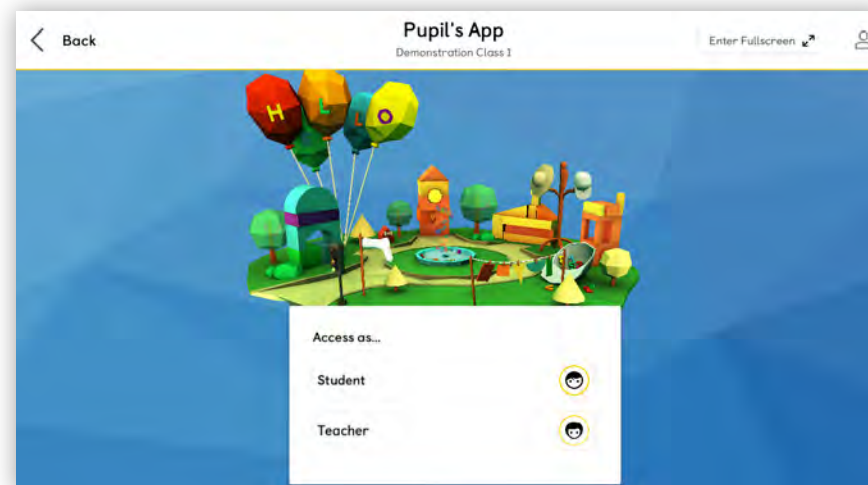 Back
Pupil's App
Demonstration Class 1
Enter Fullscreen
H L L O
Access as...
Student
Teacher